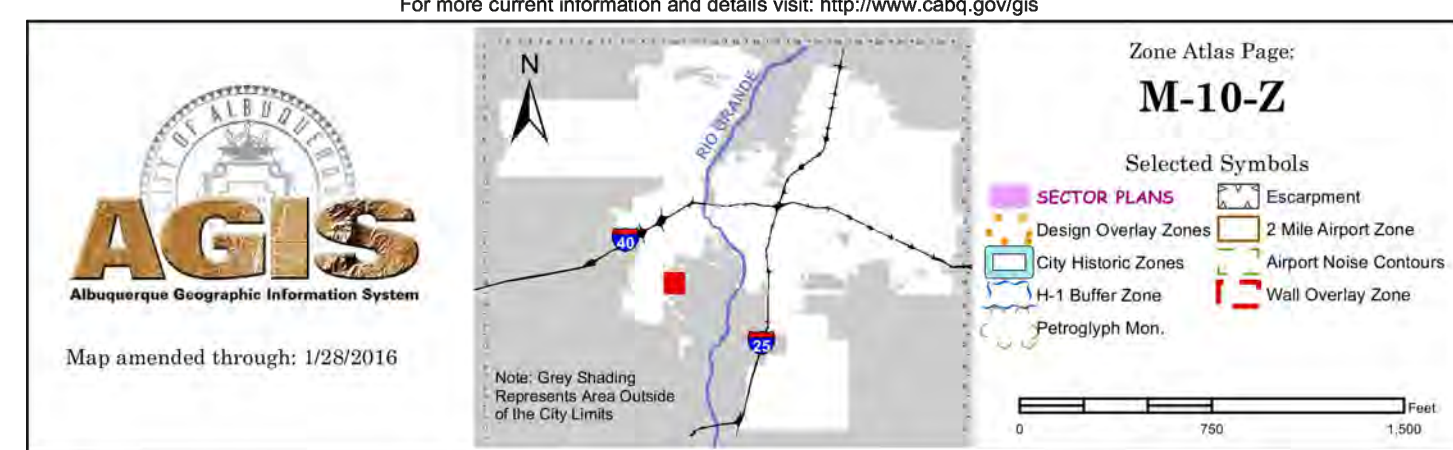 For more current information and details visit: http://www.cabq.gov/gis
CITY OF ALBUQUERQUE
AGIS
Albuquerque Geographic Information System
Map amended through: 1/28/2016
N
RIO GRANDE
40
25
Note: Grey Shading
Represents Area Outside
of the City Limits
Zone Atlas Page:
M-10-Z
Selected Symbols
SECTOR PLANS
Design Overlay Zones
City Historic Zones
H-1 Buffer Zone
Petroglyph Mon.
Escarpment
2 Mile Airport Zone
Airport Noise Contours
Wall Overlay Zone
Feet
0 750 1,500